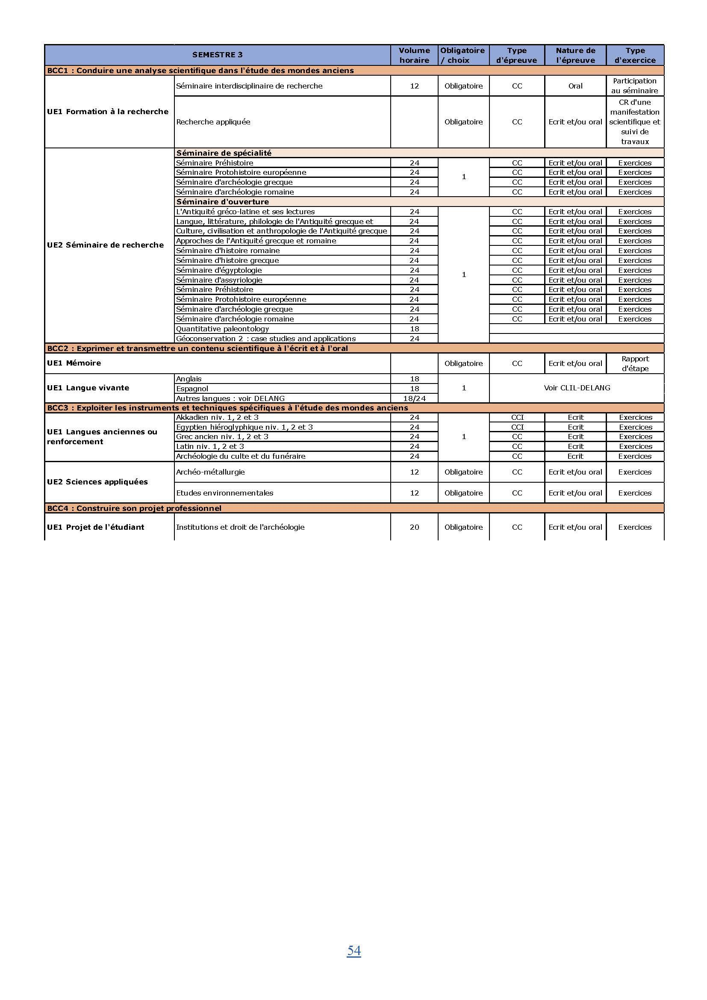 SEMESTRE 3 Volume horaire Obligatoire / choix Type d'épreuve Nature de l'épreuve Type d'exercice
BCC1 : Conduire une analyse scientifique dans l'étude des mondes anciens
UE1 Formation à la recherche
Séminaire interdisciplinaire de recherche 12 Obligatoire CC Oral Participation au séminaire
Recherche appliquée Obligatoire CC Ecrit et/ou oral CR d'une manifestation scientifique et suivi de travaux
UE2 Séminaire de recherche
Séminaire de spécialité
Séminaire Préhistoire 24 CC Ecrit et/ou oral Exercices
Séminaire Protohistoire européenne 24 CC Ecrit et/ou oral Exercices
1
Séminaire d'archéologie grecque 24 CC Ecrit et/ou oral Exercices
Séminaire d'archéologie romaine 24 CC Ecrit et/ou oral Exercices
Séminaire d'ouverture
L'Antiquité gréco-latine et ses lectures 24 CC Ecrit et/ou oral Exercices
Langue, littérature, philologie de l'Antiquité grecque et 24 CC Ecrit et/ou oral Exercices
Culture, civilisation et anthropologie de l'Antiquité grecque 24 CC Ecrit et/ou oral Exercices
Approches de l'Antiquité grecque et romaine 24 CC Ecrit et/ou oral Exercices
Séminaire d'histoire romaine 24 CC Ecrit et/ou oral Exercices
Séminaire d'histoire grecque 24 CC Ecrit et/ou oral Exercices
Séminaire d'égyptologie 24 CC Ecrit et/ou oral Exercices
1
Séminaire d'assyriologie 24 CC Ecrit et/ou oral Exercices
Séminaire Préhistoire 24 CC Ecrit et/ou oral Exercices
Séminaire Protohistoire européenne 24 CC Ecrit et/ou oral Exercices
Séminaire d'archéologie grecque 24 CC Ecrit et/ou oral Exercices
Séminaire d'archéologie romaine 24 CC Ecrit et/ou oral Exercices
Quantitative paleontology 18
Géoconservation 2 : case studies and applications 24
BCC2 : Exprimer et transmettre un contenu scientifique à l'écrit et à l'oral
UE1 Mémoire Obligatoire CC Ecrit et/ou oral Rapport d'étape
UE1 Langue vivante
Anglais 18
Espagnol 18 1 Voir CLIL-DELANG
Autres langues : voir DELANG 18/24
BCC3 : Exploiter les instruments et techniques spécifiques à l'étude des mondes anciens
UE1 Langues anciennes ou renforcement
Akkadien niv. 1, 2 et 3 24 CCI Ecrit Exercices
Egyptien hiéroglyphique niv. 1, 2 et 3 24 CCI Ecrit Exercices
Grec ancien niv. 1, 2 et 3 24 1 CC Ecrit Exercices
Latin niv. 1, 2 et 3 24 CC Ecrit Exercices
Archéologie du culte et du funéraire 24 CC Ecrit Exercices
UE2 Sciences appliquées
Archéo-métallurgie 12 Obligatoire CC Ecrit et/ou oral Exercices
Etudes environnementales 12 Obligatoire CC Ecrit et/ou oral Exercices
BCC4 : Construire son projet professionnel
UE1 Projet de l'étudiant Institutions et droit de l'archéologie 20 Obligatoire CC Ecrit et/ou oral Exercices
54